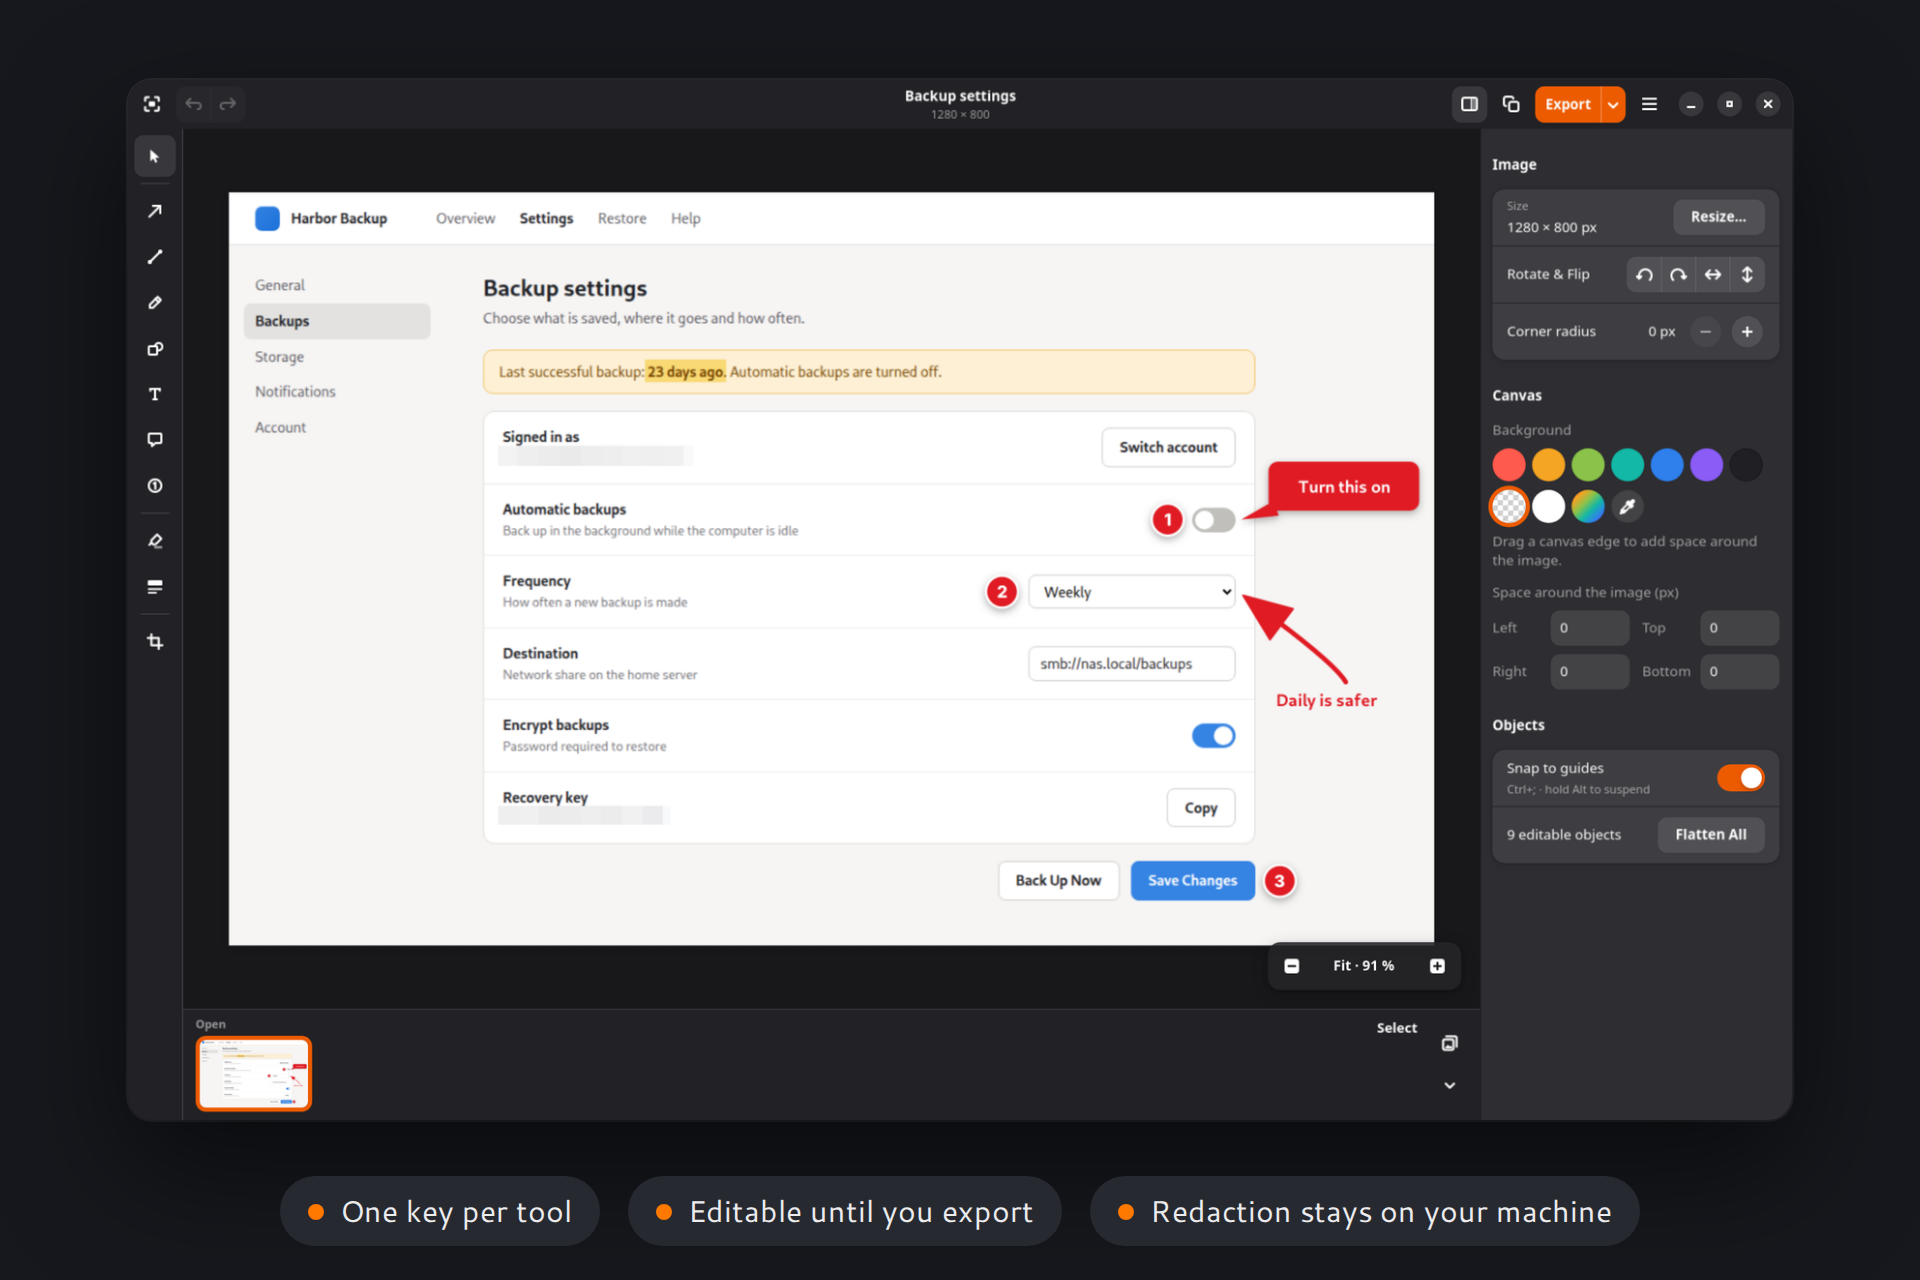 Backup settings
1280 × 800
Export
Harbor Backup
Overview
Settings
Restore
Help
General
Backups
Storage
Notifications
Account
Backup settings
Choose what is saved, where it goes and how often.
Last successful backup: 23 days ago. Automatic backups are turned off.
Signed in as
Switch account
Automatic backups
Back up in the background while the computer is idle
1
Turn this on
Frequency
How often a new backup is made
2
Weekly
Daily is safer
Destination
Network share on the home server
smb://nas.local/backups
Encrypt backups
Password required to restore
Recovery key
Copy
Back Up Now
Save Changes
3
Fit · 91 %
Image
Size
1280 × 800 px
Resize...
Rotate & Flip
Corner radius
0 px
Canvas
Background
Drag a canvas edge to add space around
the image.
Space around the image (px)
Left
0
Top
0
Right
0
Bottom
0
Objects
Snap to guides
Ctrl+; · hold Alt to suspend
9 editable objects
Flatten All
Open
Select
One key per tool
Editable until you export
Redaction stays on your machine